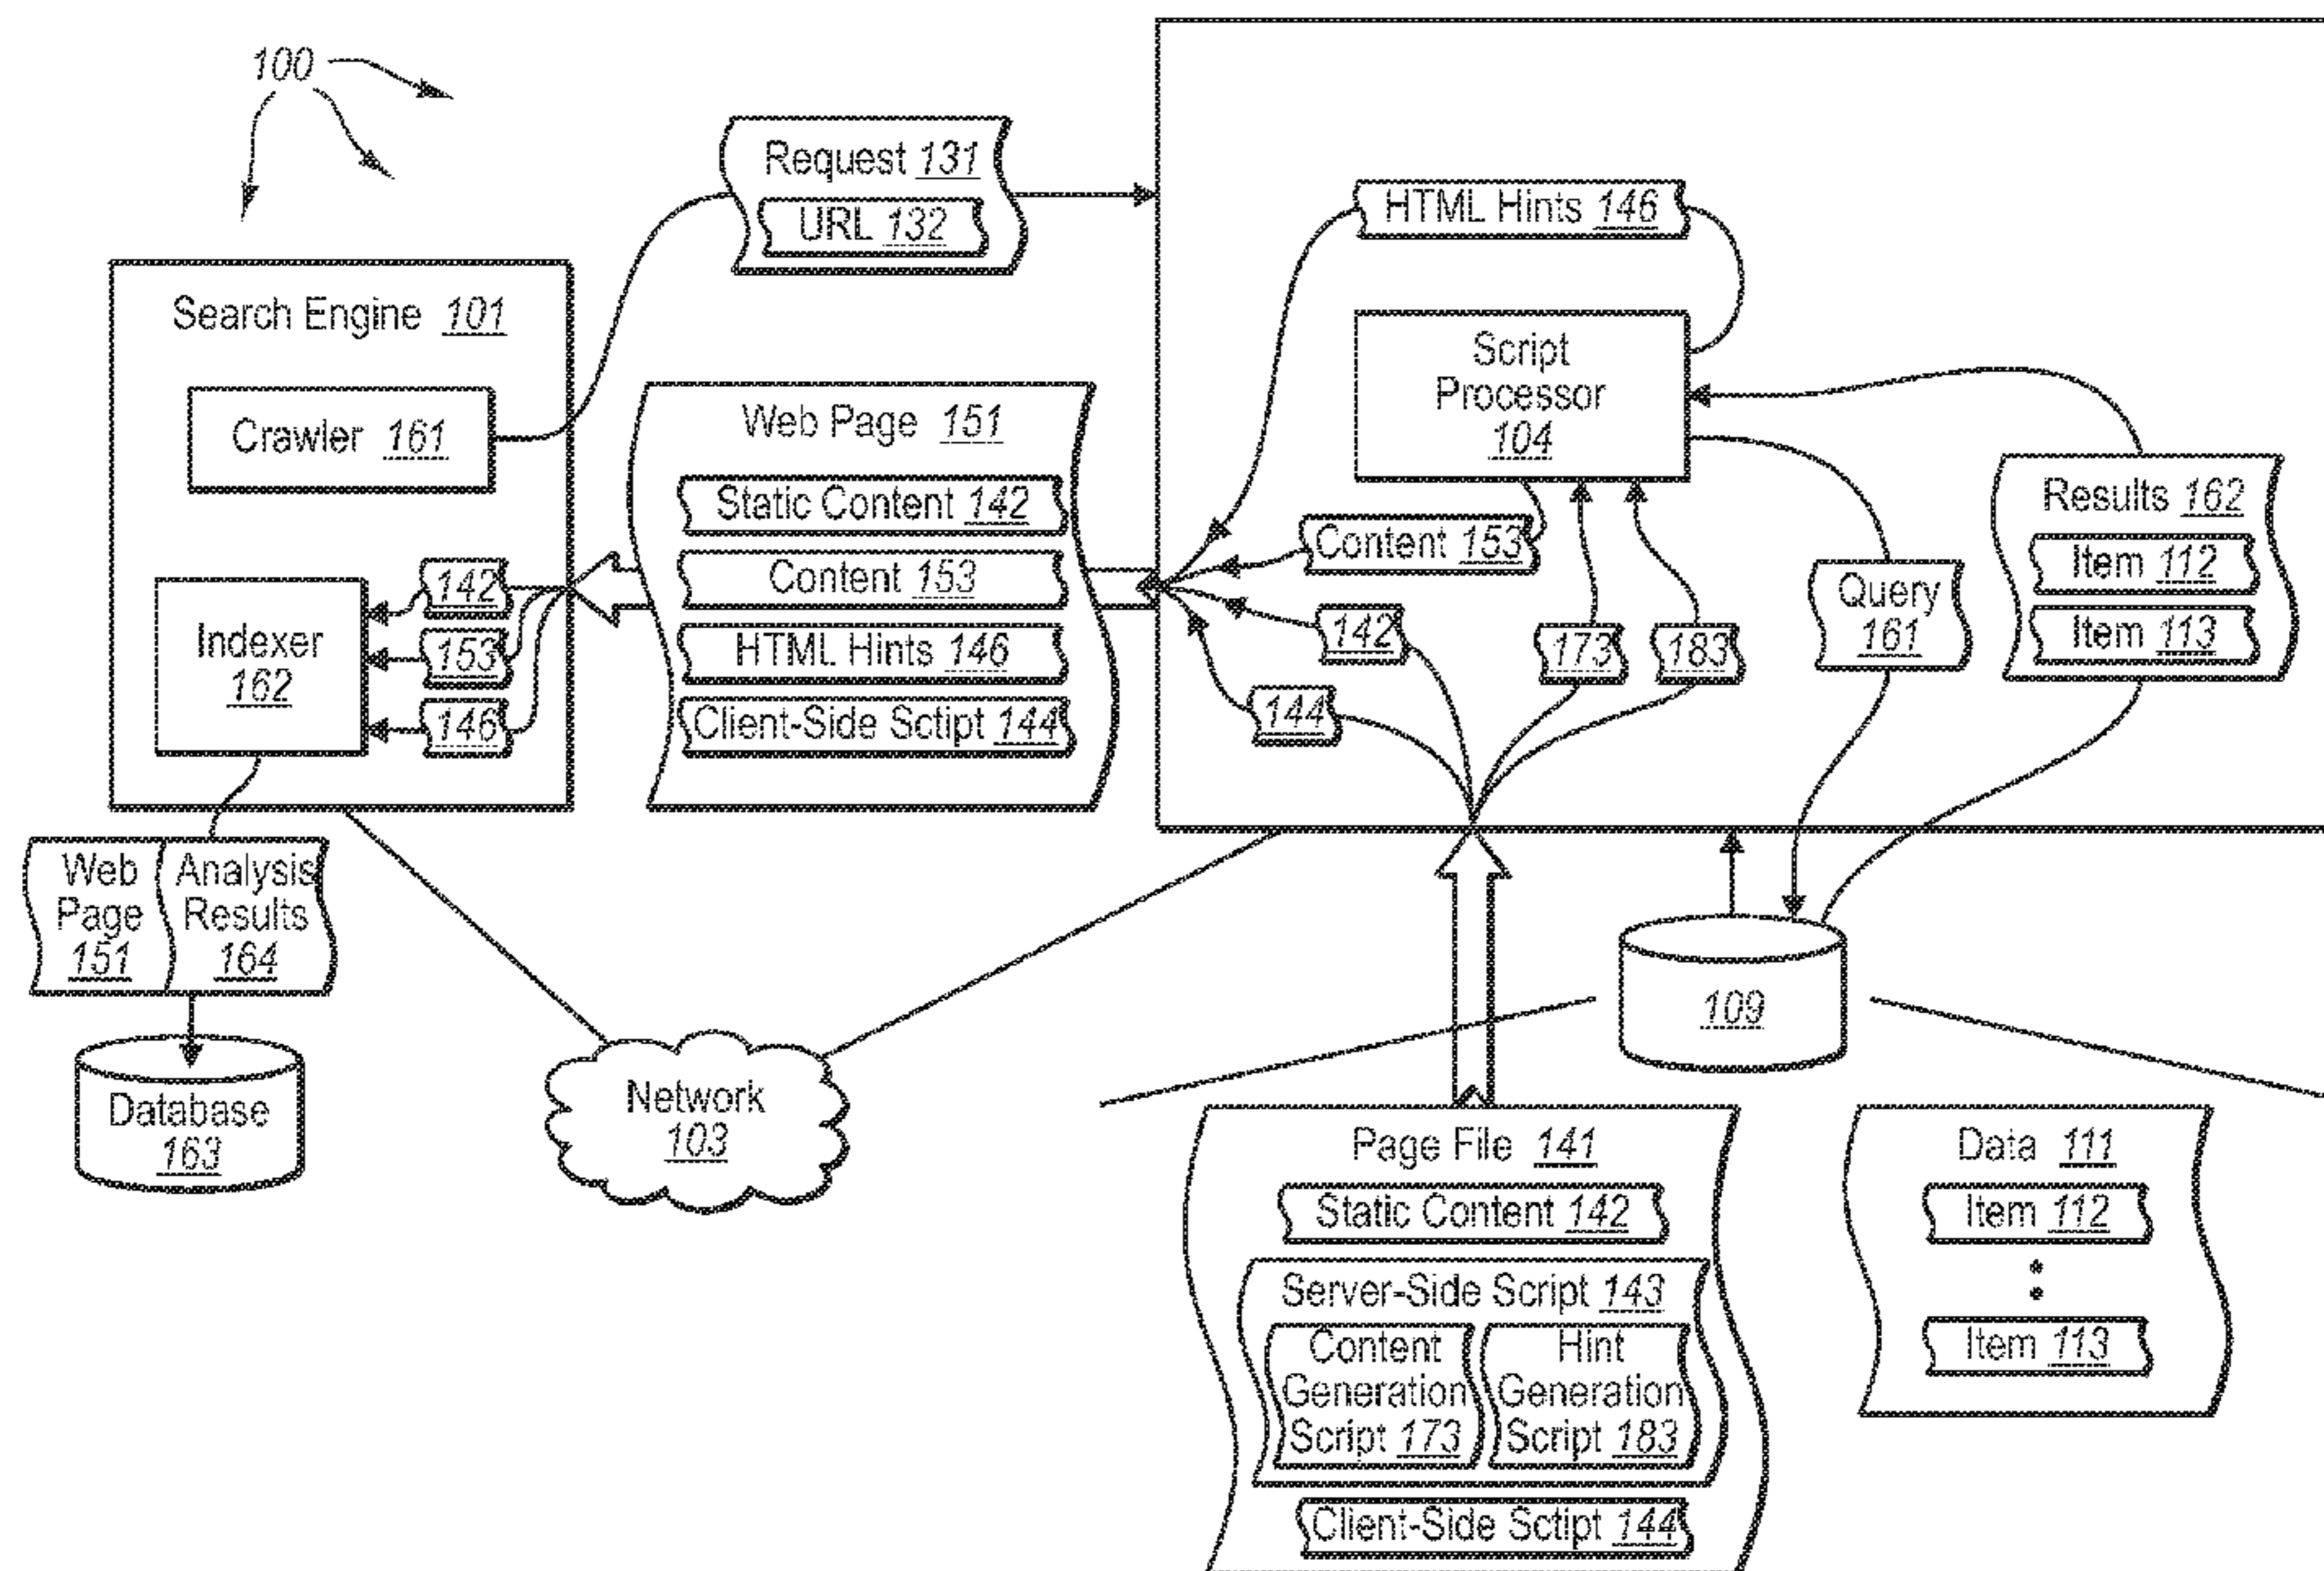 100
Request 131
URL 132
HTML Hints 146
Search Engine 101
Crawler 161
Script
Processor
104
Web Page 151
Static Content 142
Content 153
HTML Hints 146
Client-Side Sctipt 144
Results 162
Item 112
Item 113
Content 153
Query
161
142
144
173
183
Indexer
162
142
153
146
Web
Page
151
Analysis
Results
164
Database
163
Network
103
109
Page File 141
Static Content 142
Server-Side Script 143
Content
Generation
Script 173
Hint
Generation
Script 183
Client-Side Sctipt 144
Data 111
Item 112
Item 113